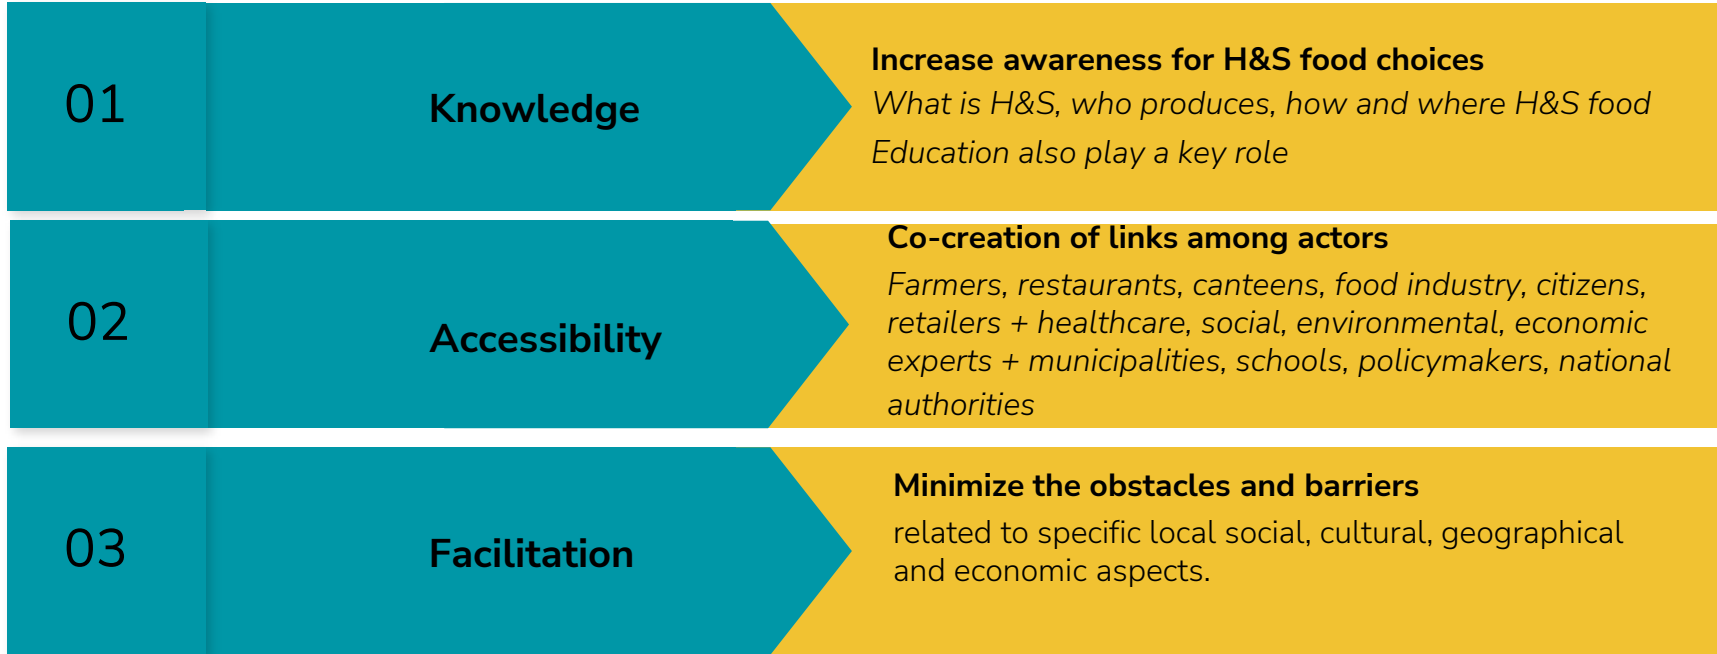 01
Knowledge
Increase awareness for H&S food choices
What is H&S, who produces, how and where H&S food
Education also play a key role
02
Accessibility
Co-creation of links among actors
Farmers, restaurants, canteens, food industry, citizens,
retailers + healthcare, social, environmental, economic
experts + municipalities, schools, policymakers, national
authorities
03
Facilitation
Minimize the obstacles and barriers
related to specific local social, cultural, geographical
and economic aspects.